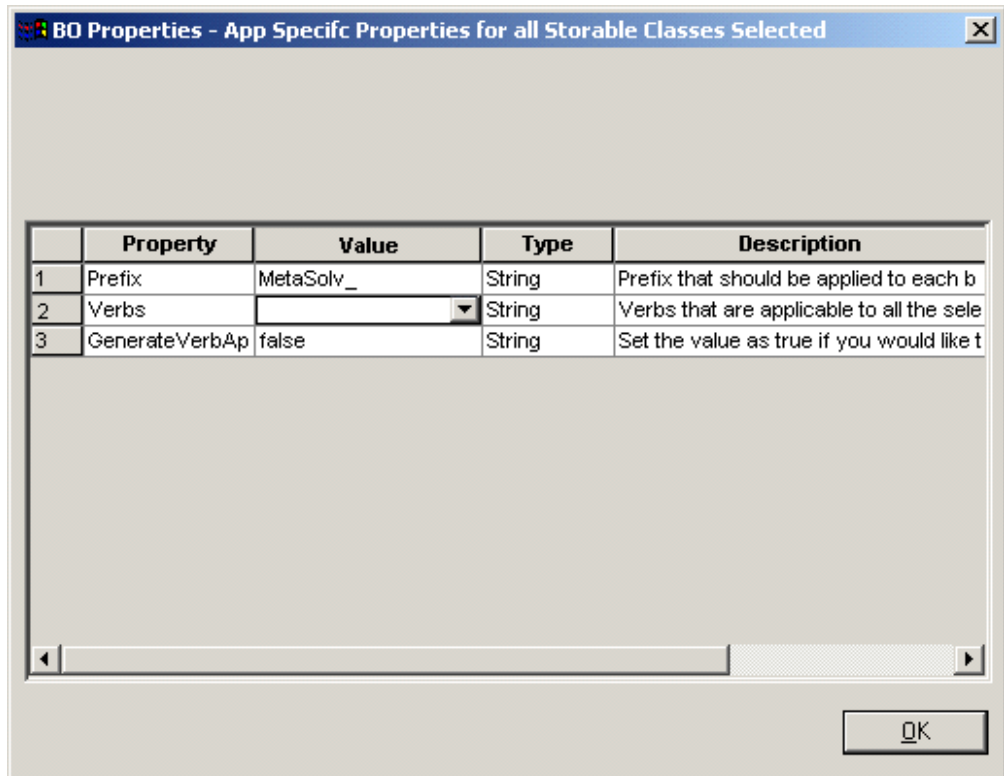 BO Properties - App Specifc Properties for all Storable Classes Selected
Property Value Type Description
1 Prefix MetaSolv_ String Prefix that should be applied to each b
2 Verbs String Verbs that are applicable to all the sele
3 GenerateVerbAp false String Set the value as true if you would like t
OK